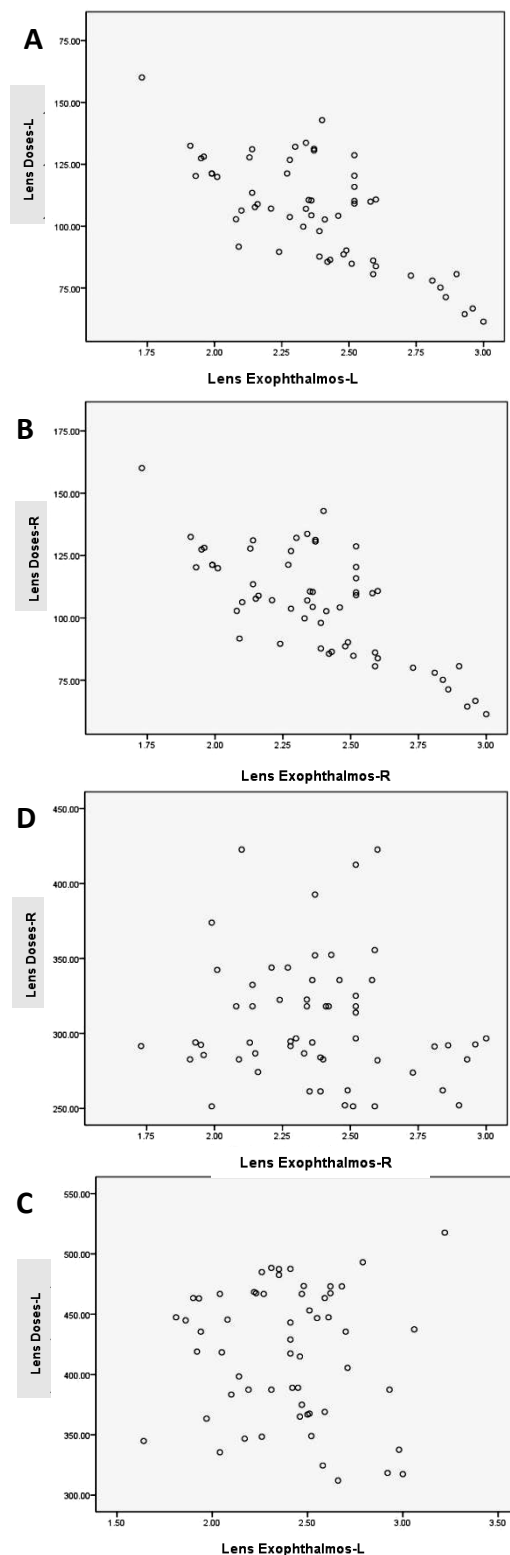 A
75.00
150.00
125.00
100.00
75.00
Lens Doses-L
1.75 2.00 2.25 2.50 2.75 3.00
Lens Exophthalmos-L
B
175.00
150.00
125.00
100.00
75.00
Lens Doses-R
1.75 2.00 2.25 2.50 2.75 3.00
Lens Exophthalmos-R
D
450.00
400.00
350.00
300.00
250.00
Lens Doses-R
1.75 2.00 2.25 2.50 2.75 3.00
Lens Exophthalmos-R
C
550.00
500.00
450.00
400.00
350.00
300.00
Lens Doses-L
1.50 2.00 2.50 3.00 3.50
Lens Exophthalmos-L